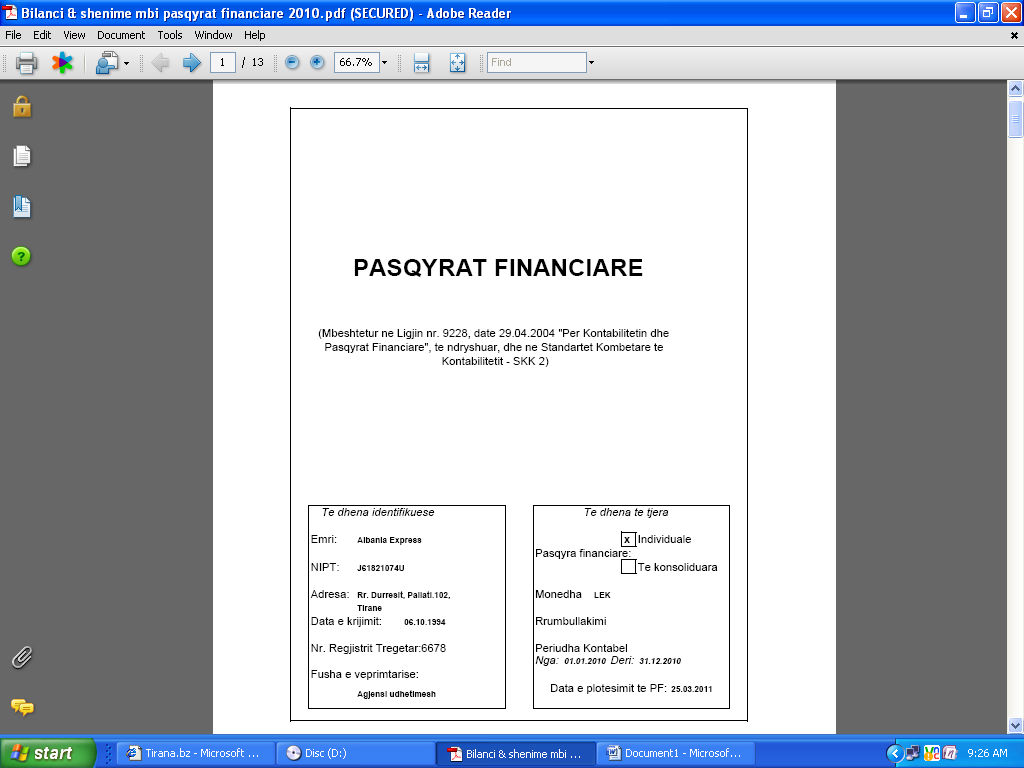 Bilanci & shenime mbi pasqyrat financiare 2010.pdf (SECURED) - Adobe Reader
File Edit View Document Tools Window Help
1 / 13 66.7% Find
PASQYRAT FINANCIARE
(Mbeshtetur ne Ligjin nr. 9228, date 29.04.2004 "Per Kontabilitetin dhe
Pasqyrat Financiare", te ndryshuar, dhe ne Standartet Kombetare te
Kontabilitetit - SKK 2)
Te dhena identifikuese
Emri: Albania Express
NIPT: J61821074U
Adresa: Rr. Durresit, Pallati.102,
Tirane
Data e krijimit: 06.10.1994
Nr. Regjistrit Tregetar:6678
Fusha e veprimtarise:
Agjensi udhetimesh
Te dhena te tjera
x Individuale
Pasqyra financiare:
Te konsoliduara
Monedha LEK
Rrumbullakimi
Periudha Kontabel
Nga: 01.01.2010 Deri: 31.12.2010
Data e plotesimit te PF: 25.03.2011
start Tirana.bz - Microsoft ... Disc (D:) Bilanci & shenime mbi ... Document1 - Microsof... 9:26 AM